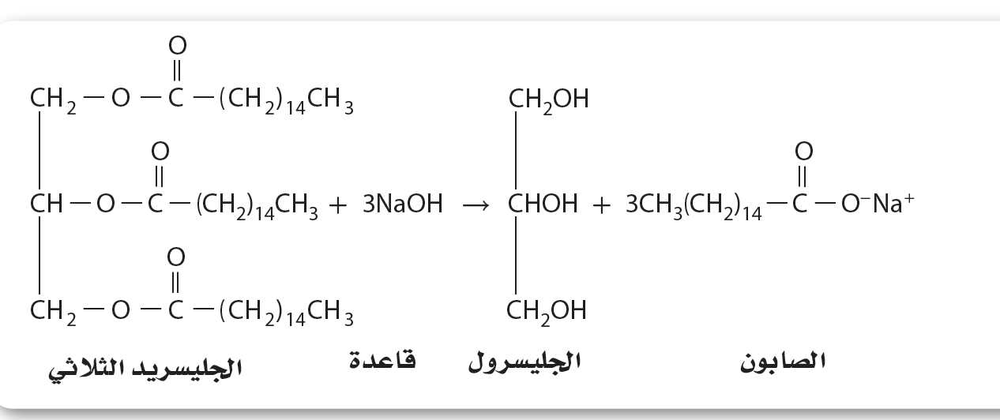 O
||
CH₂ — O — C — (CH₂)₁₄CH₃ CH₂OH
O O
|| ||
CH — O — C — (CH₂)₁₄CH₃ + 3NaOH → CHOH + 3CH₃(CH₂)₁₄ — C — O⁻Na⁺
O
||
CH₂ — O — C — (CH₂)₁₄CH₃ CH₂OH
الجليسريد الثلاثي قاعدة الجليسرول الصابون